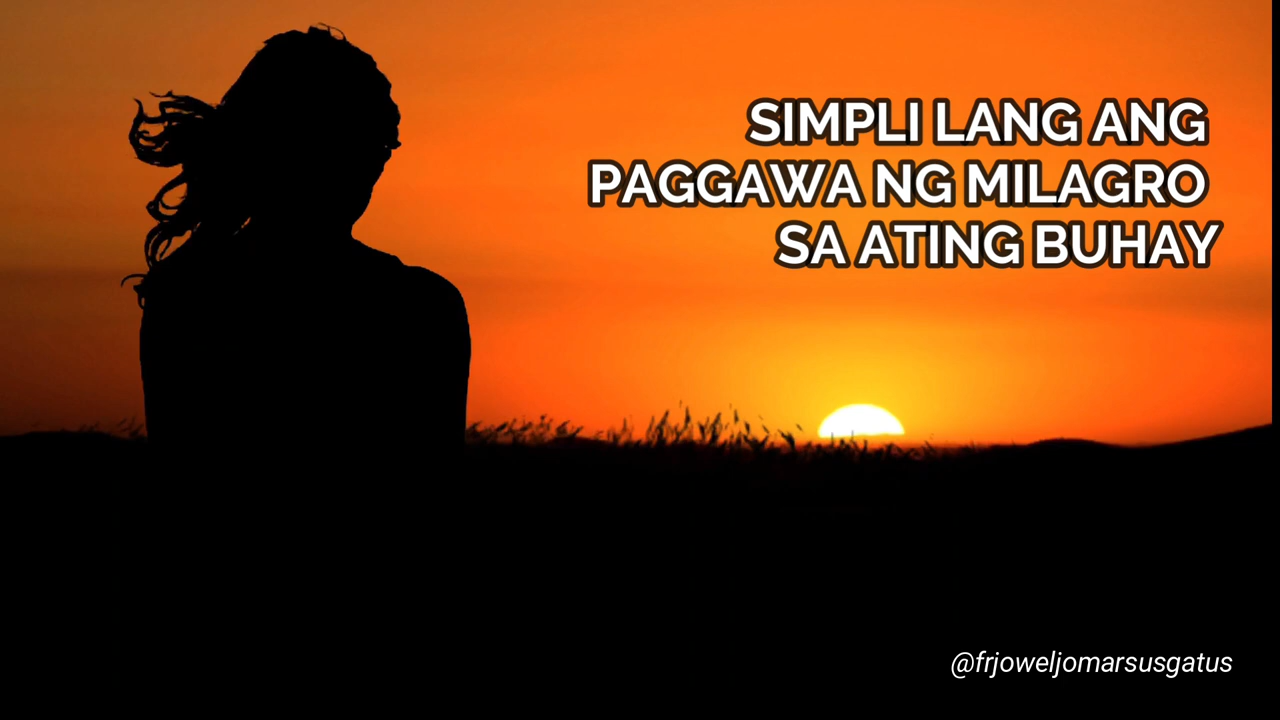 SIMPLI LANG ANG
PAGGAWA NG MILAGRO
SA ATING BUHAY
@frjoweljomarsusgatus